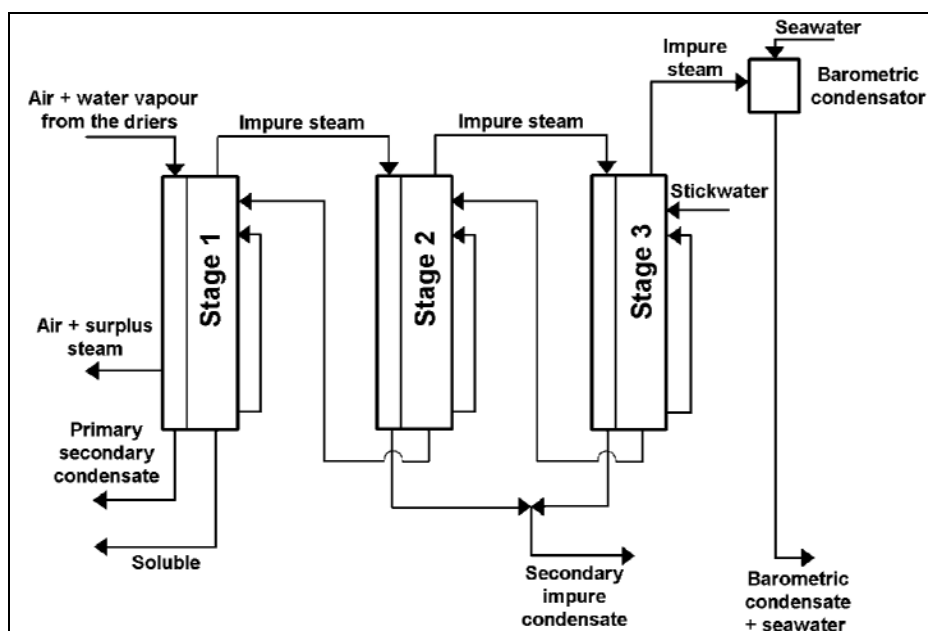 Seawater
Impure
steam
Barometric
condensator
Air + water vapour
from the driers
Impure steam
Impure steam
Stickwater
Stage 1
Stage 2
Stage 3
Air + surplus
steam
Primary
secondary
condensate
Soluble
Secondary
impure
condensate
Barometric
condensate
+ seawater